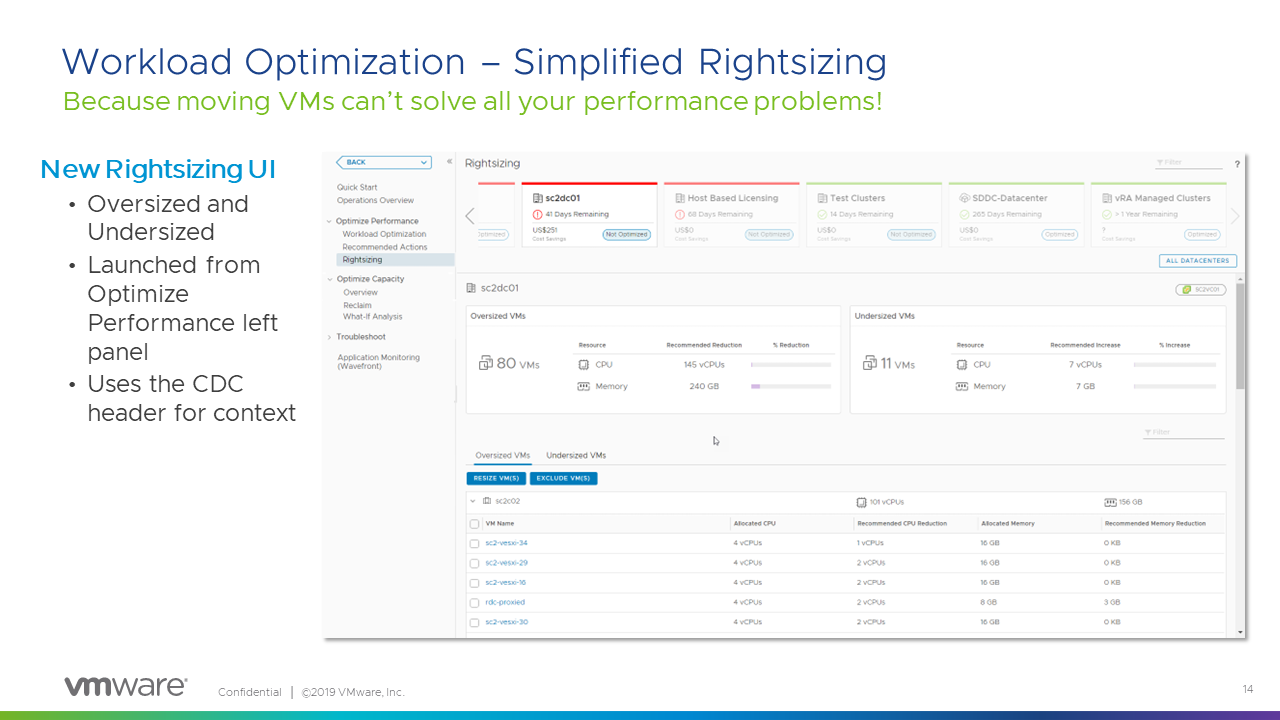 Workload Optimization – Simplified Rightsizing
Because moving VMs can't solve all your performance problems!
New Rightsizing UI
• Oversized and
Undersized
• Launched from
Optimize
Performance left
panel
• Uses the CDC
header for context
BACK
Quick Start
Operations Overview
Optimize Performance
Workload Optimization
Recommended Actions
Rightsizing
Optimize Capacity
Overview
Reclaim
What-If Analysis
Troubleshoot
Application Monitoring
(Wavefront)
Rightsizing
Filter
?
Optimized
sc2dc01
41 Days Remaining
US$251
Cost Savings
Not Optimized
Host Based Licensing
68 Days Remaining
US$0
Cost Savings
Not Optimized
Test Clusters
14 Days Remaining
US$0
Cost Savings
Not Optimized
SDDC-Datacenter
265 Days Remaining
US$0
Cost Savings
Optimized
vRA Managed Clusters
> 1 Year Remaining
?
Cost Savings
Optimized
ALL DATACENTERS
sc2dc01
SC2VC01
Oversized VMs
80 VMs
Resource Recommended Reduction % Reduction
CPU 145 vCPUs
Memory 240 GB
Undersized VMs
11 VMs
Resource Recommended Increase % Increase
CPU 7 vCPUs
Memory 7 GB
Filter
Oversized VMs Undersized VMs
RESIZE VM(S) EXCLUDE VM(S)
sc2c02 101 vCPUs 156 GB
VM Name Allocated CPU Recommended CPU Reduction Allocated Memory Recommended Memory Reduction
sc2-vesxi-34 4 vCPUs 1 vCPUs 16 GB 0 KB
sc2-vesxi-29 4 vCPUs 2 vCPUs 16 GB 0 KB
sc2-vesxi-16 4 vCPUs 2 vCPUs 16 GB 0 KB
rdc-proxied 4 vCPUs 2 vCPUs 8 GB 3 GB
sc2-vesxi-30 4 vCPUs 2 vCPUs 16 GB 0 KB
vmware®
Confidential | ©2019 VMware, Inc.
14